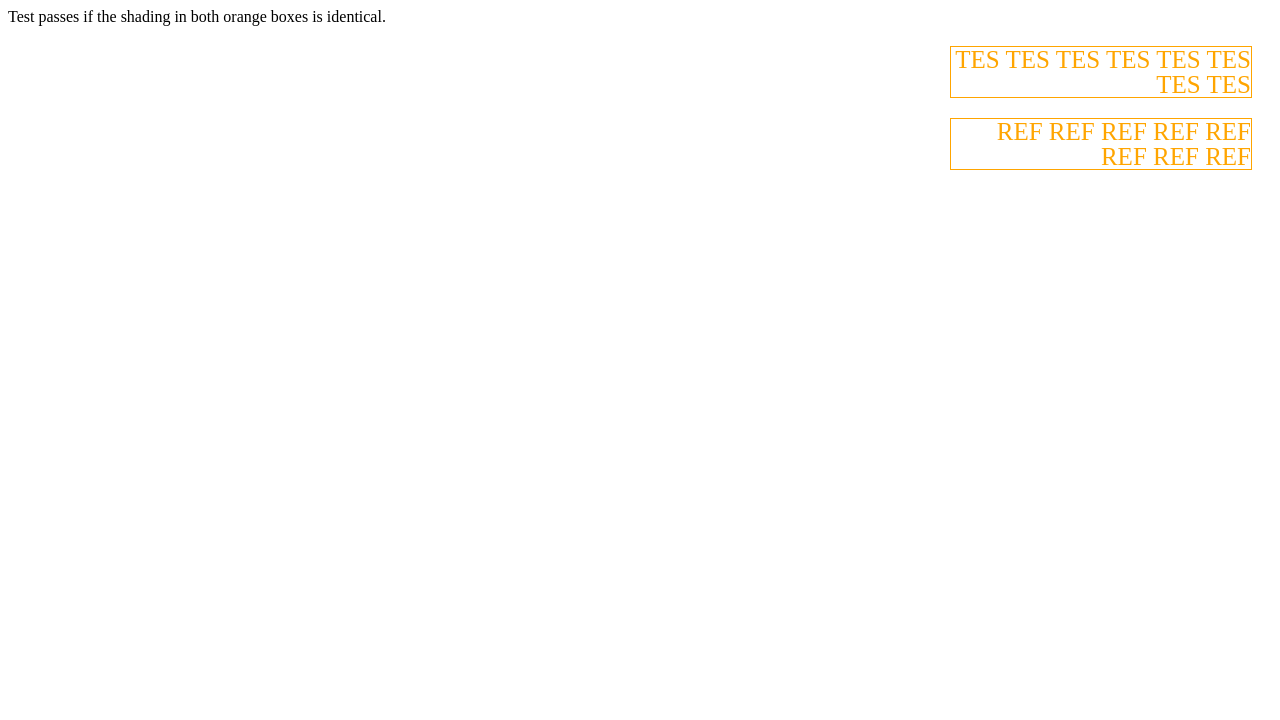 Test passes if the shading in both orange boxes is identical.
TES TES TES TES TES TES
TES TES
REF REF REF REF REF
REF REF REF